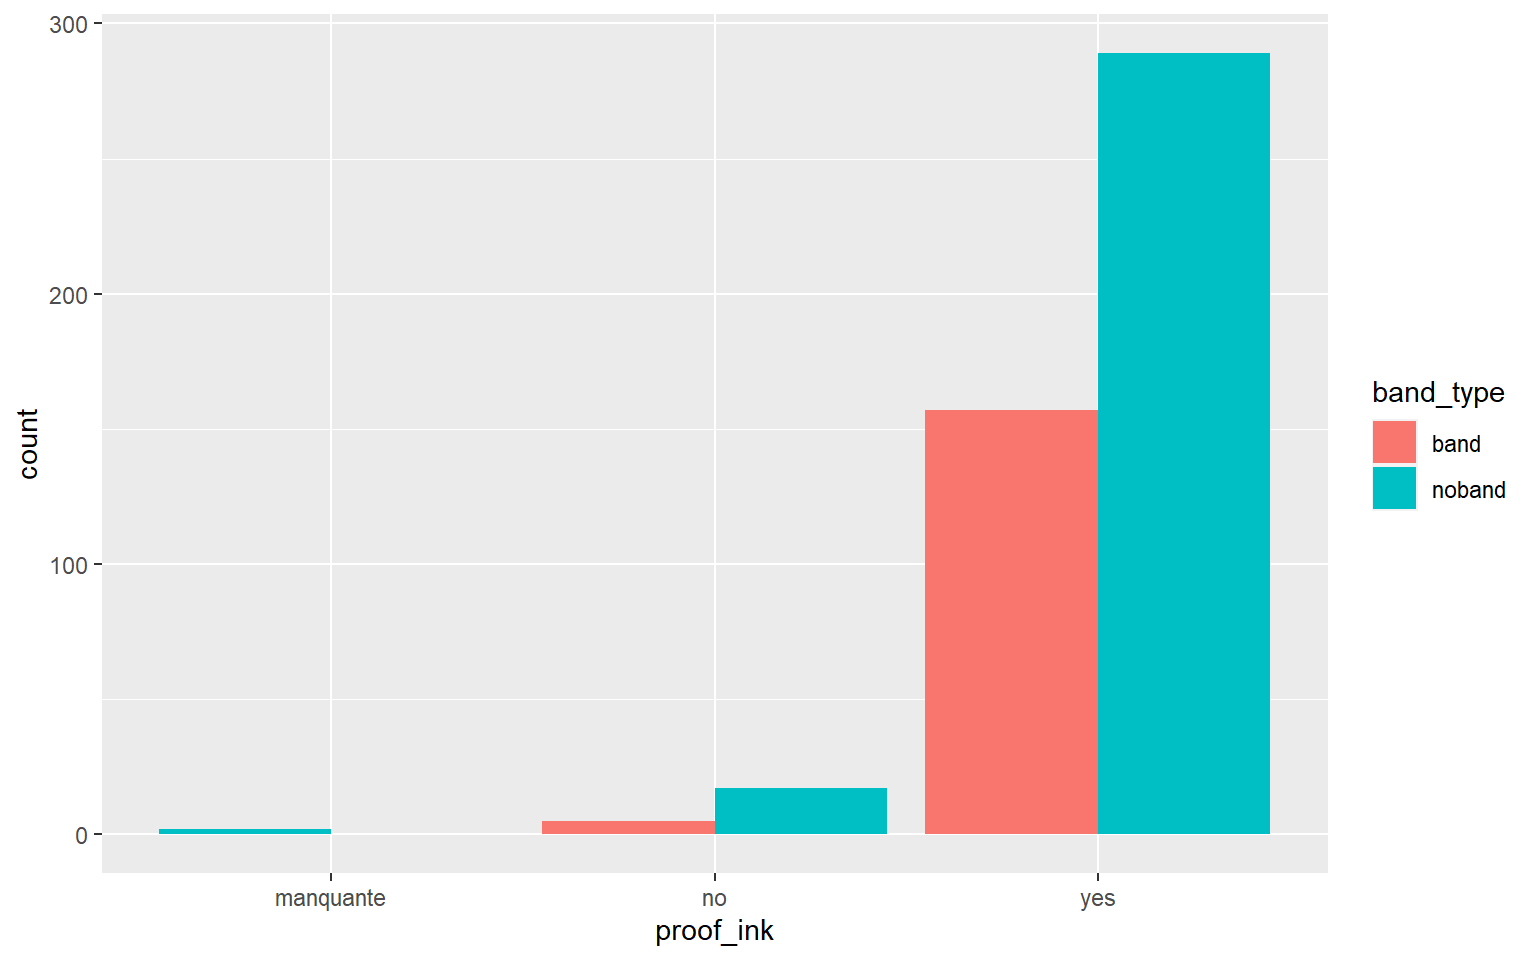 300
200
100
0
count
manquante
no
yes
proof_ink
band_type
band
noband